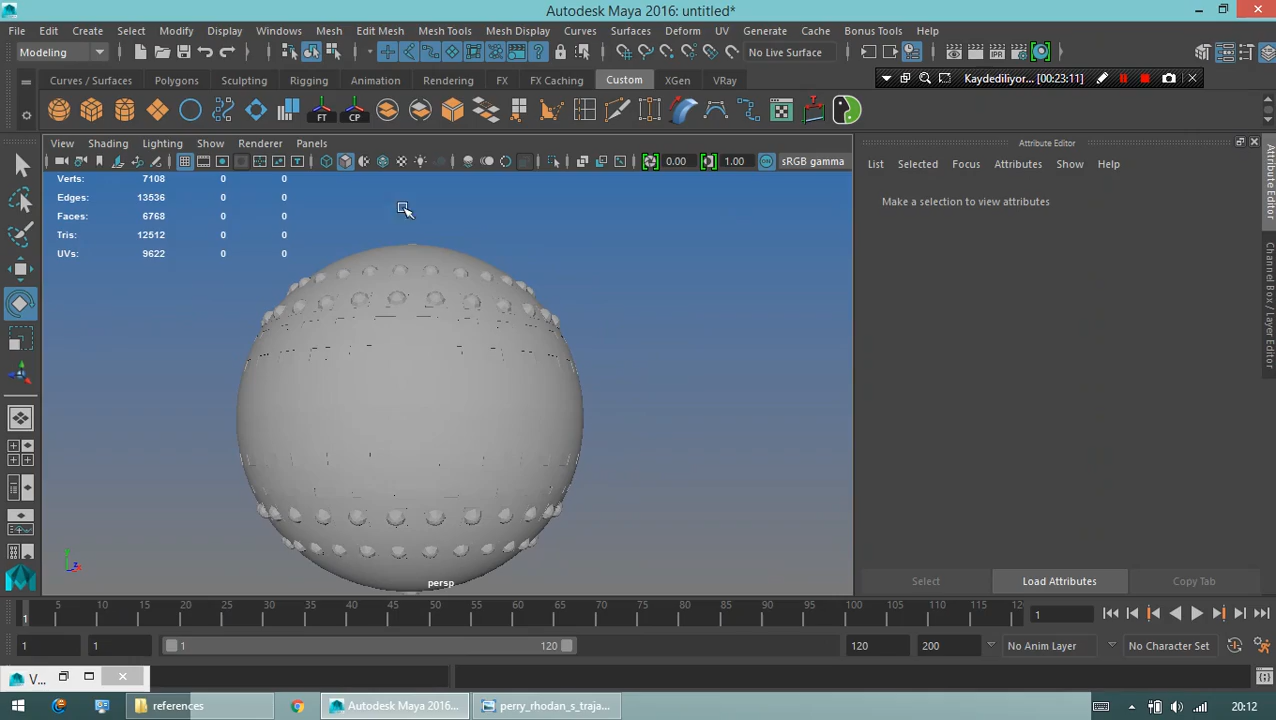 Autodesk Maya 2016: untitled*
File Edit Create Select Modify Display Windows Mesh Edit Mesh Mesh Tools Mesh Display Curves Surfaces Deform UV Generate Cache Bonus Tools Help
Modeling No Live Surface
Curves / Surfaces Polygons Sculpting Rigging Animation Rendering FX FX Caching Custom XGen VRay
Kaydediliyor... [00:23:11]
FT CP
View Shading Lighting Show Renderer Panels
Attribute Editor
0.00 1.00 sRGB gamma
List Selected Focus Attributes Show Help
Verts: 7108 0 0
Edges: 13536 0 0
Faces: 6768 0 0
Tris: 12512 0 0
UVs: 9622 0 0
Make a selection to view attributes
Attribute Editor
Channel Box / Layer Editor
persp
Select Load Attributes Copy Tab
1 5 10 15 20 25 30 35 40 45 50 55 60 65 70 75 80 85 90 95 100 105 110 115 12 1
1 1 1 120 120 200 No Anim Layer No Character Set
V...
references Autodesk Maya 2016... perry_rhodan_s_traja... 20:12